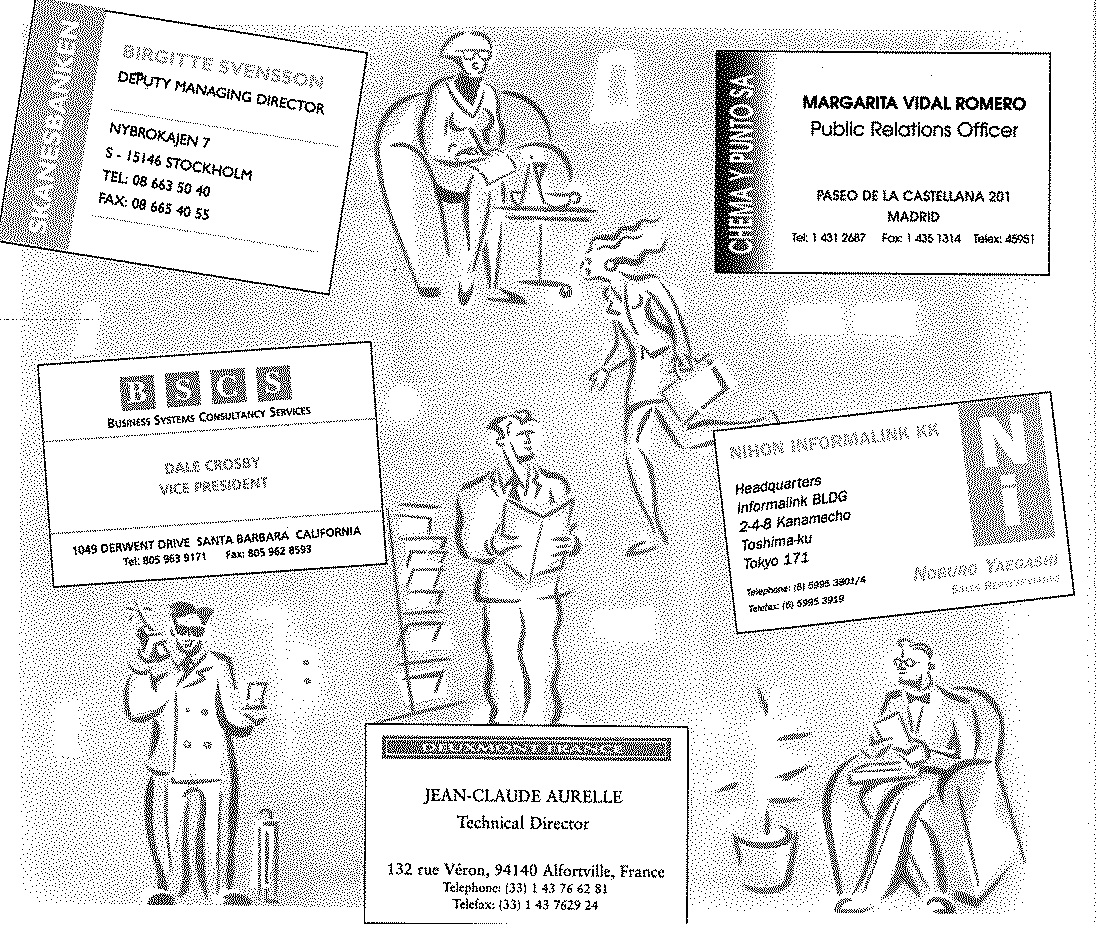 SKANESBANKEN
BIRGITTE SVENSSON
DEPUTY MANAGING DIRECTOR
NYBROKAJEN 7
S - 15146 STOCKHOLM
TEL: 08 663 50 40
FAX: 08 665 40 55
CHEMA Y PUNTO SA
MARGARITA VIDAL ROMERO
Public Relations Officer
PASEO DE LA CASTELLANA 201
MADRID
Tel: 1 431 2687 Fax: 1 435 1314 Telex: 45951
B S C S
BUSINESS SYSTEMS CONSULTANCY SERVICES
DALE CROSBY
VICE PRESIDENT
1049 DERWENT DRIVE SANTA BARBARA CALIFORNIA
Tel: 805 963 9171 Fax: 805 962 8593
NIHON INFORMALINK KK
N
I
Headquarters
Informalink BLDG
2-4-8 Kanamecho
Toshima-ku
Tokyo 171
Telephone: (6) 5995 3801/4
Telefax: (6) 5995 3919
NOBURO YAEGASHI
SALES REPRESENTATIVE
DEUXMONT FRANCE
JEAN-CLAUDE AURELLE
Technical Director
132 rue Véron, 94140 Alfortville, France
Telephone: (33) 1 43 76 62 81
Telefax: (33) 1 43 7629 24